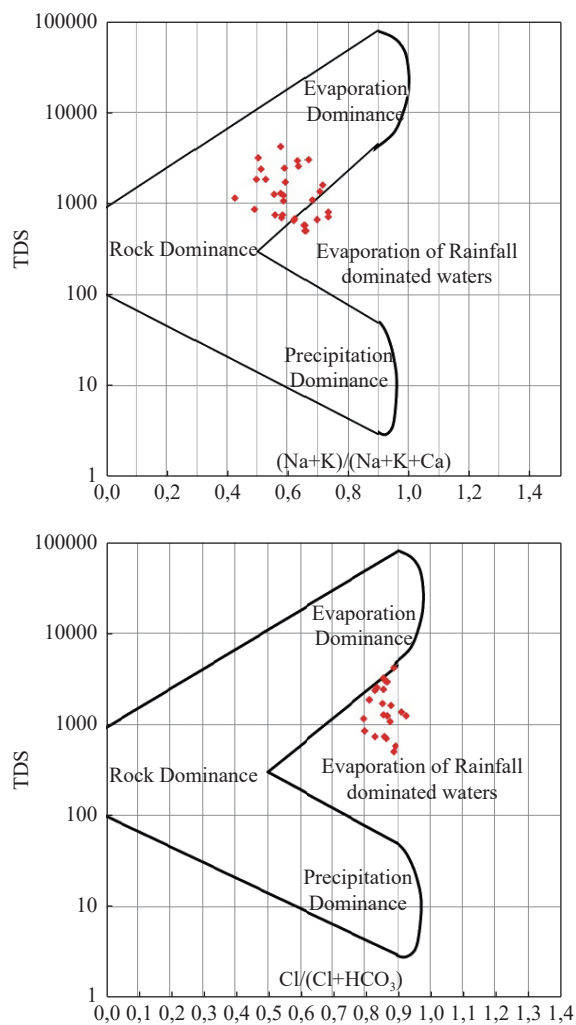 100000
10000
1000
100
10
1
TDS
Evaporation
Dominance
Rock Dominance
Evaporation of Rainfall
dominated waters
Precipitation
Dominance
(Na+K)/(Na+K+Ca)
0,0 0,2 0,4 0,6 0,8 1,0 1,2 1,4
100000
10000
1000
100
10
1
TDS
Evaporation
Dominance
Rock Dominance
Evaporation of Rainfall
dominated waters
Precipitation
Dominance
Cl/(Cl+HCO₃)
0,0 0,1 0,2 0,3 0,4 0,5 0,6 0,7 0,8 0,9 1,0 1,1 1,2 1,3 1,4